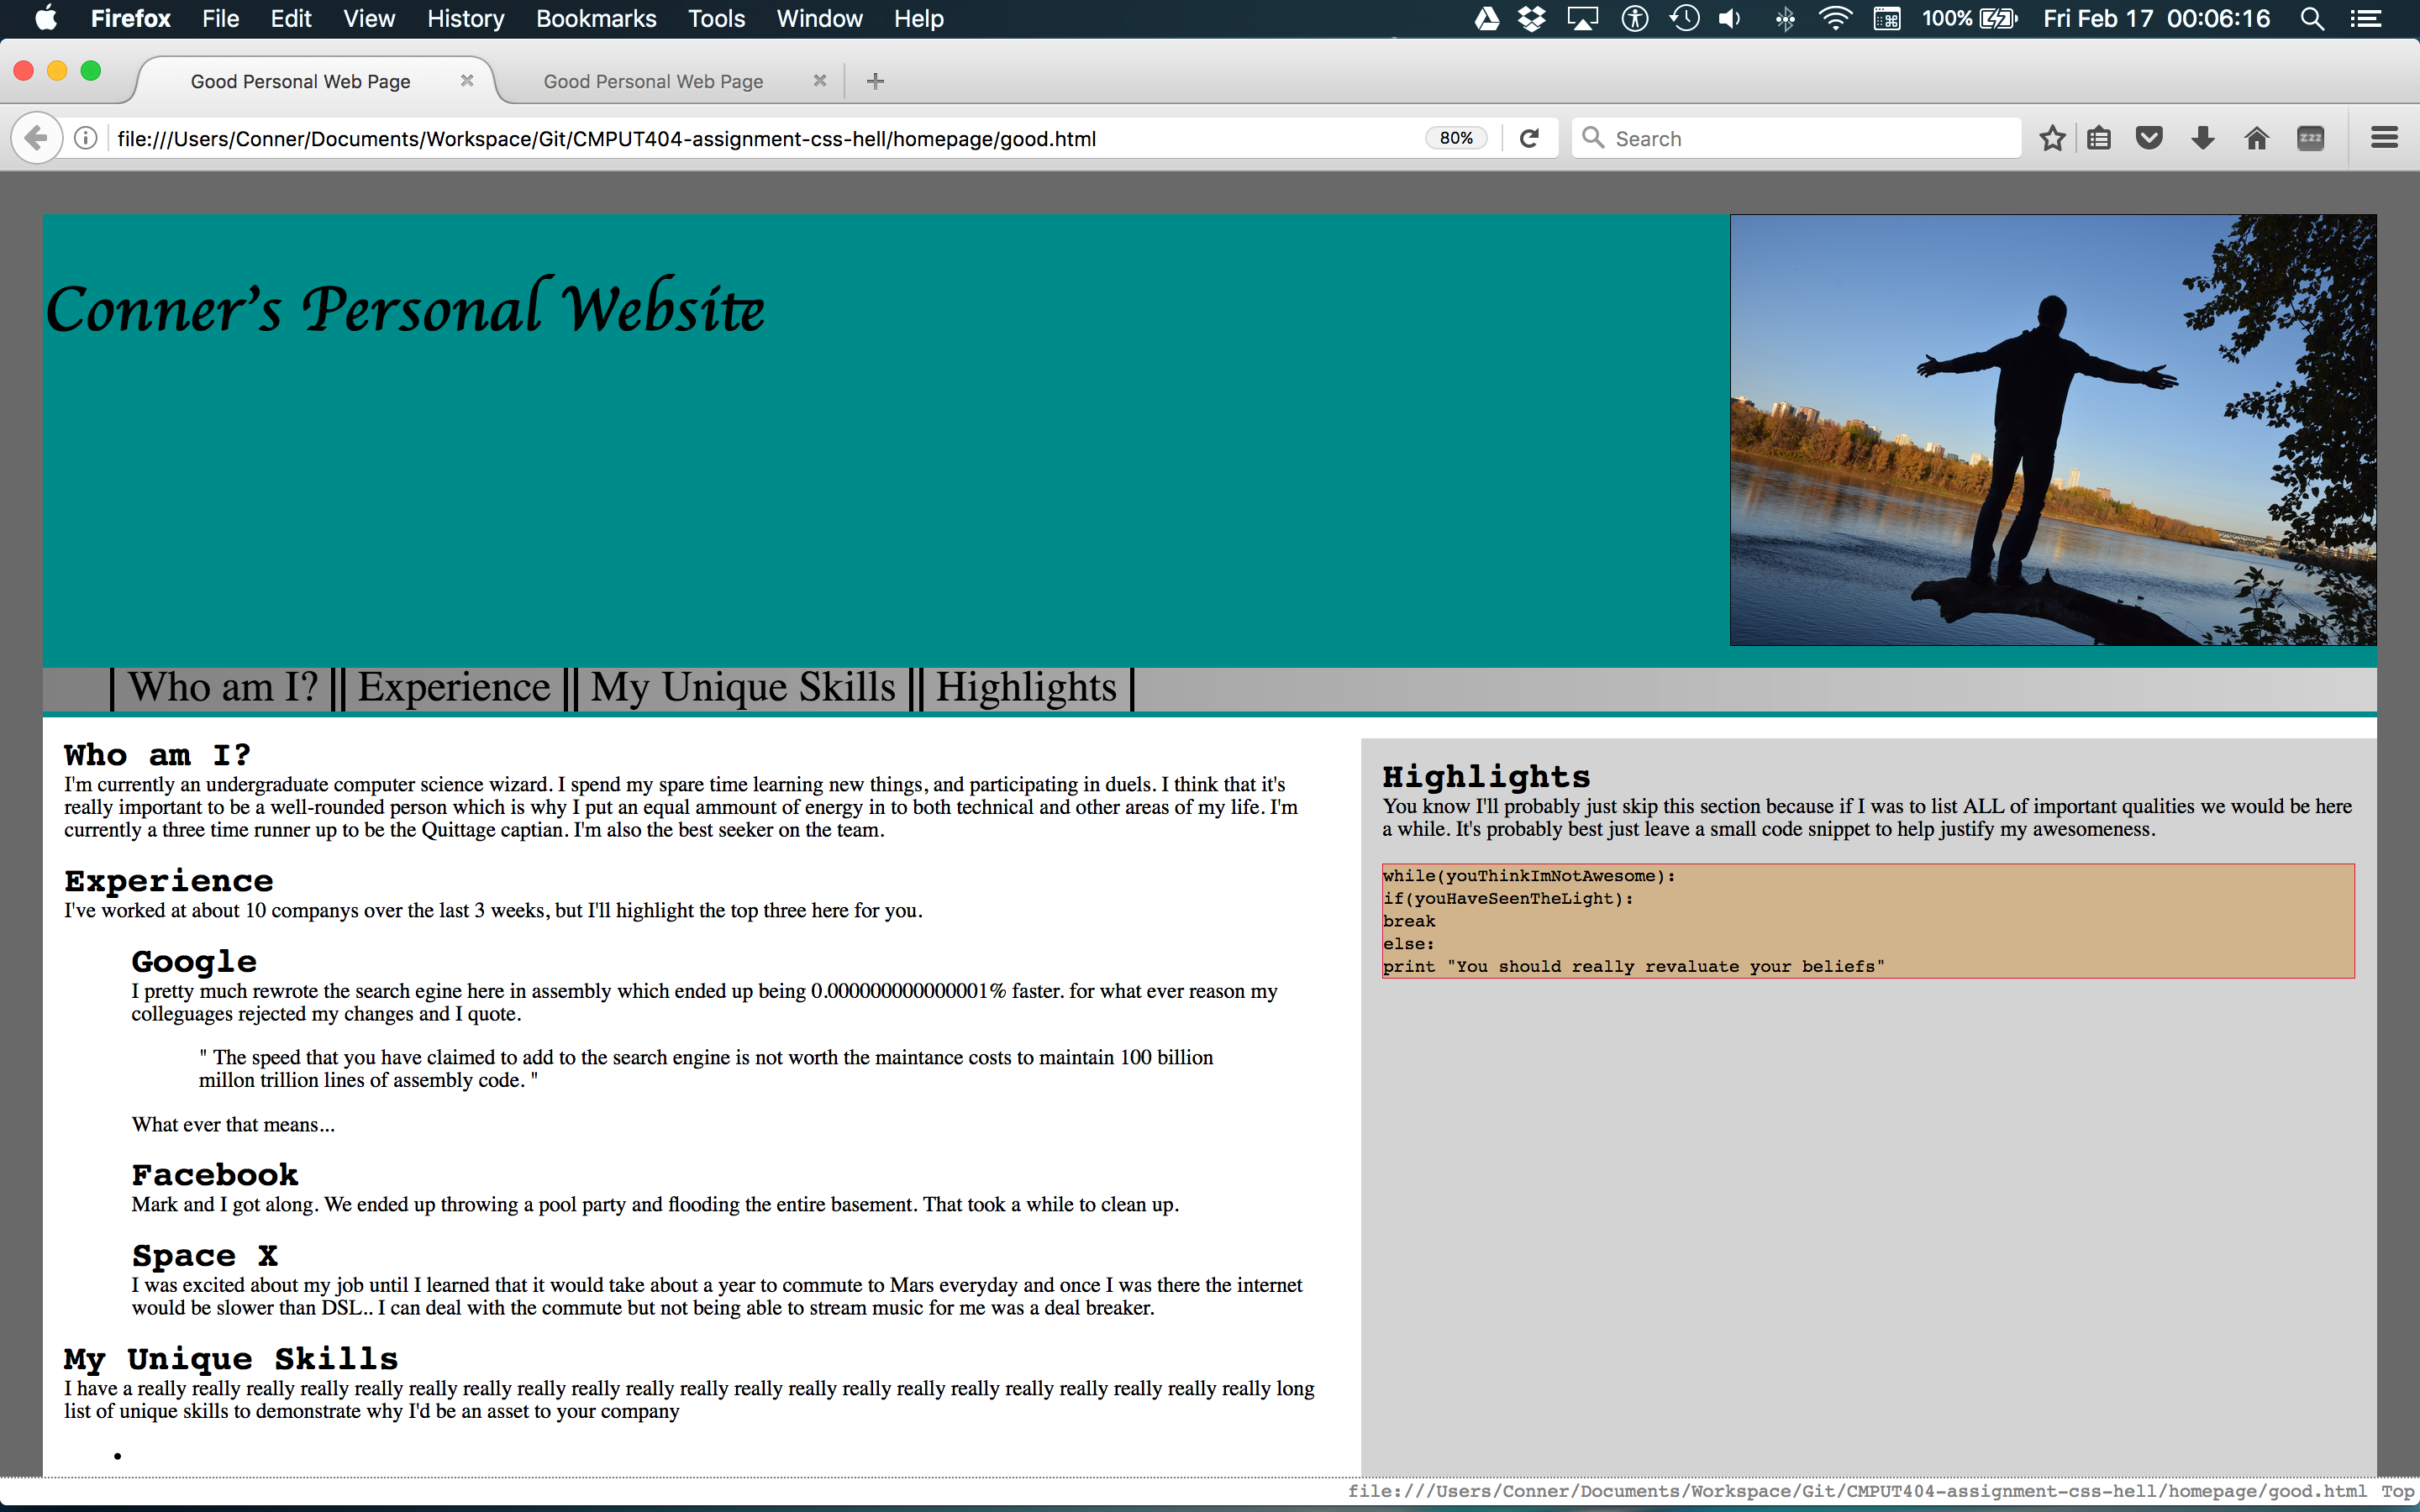 Firefox File Edit View History Bookmarks Tools Window Help 100% Fri Feb 17 00:06:16
Good Personal Web Page Good Personal Web Page
file:///Users/Conner/Documents/Workspace/Git/CMPUT404-assignment-css-hell/homepage/good.html 80% Search
Conner's Personal Website
Who am I? Experience My Unique Skills Highlights
Who am I?
I'm currently an undergraduate computer science wizard. I spend my spare time learning new things, and participating in duels. I think that it's
really important to be a well-rounded person which is why I put an equal ammount of energy in to both technical and other areas of my life. I'm
currently a three time runner up to be the Quittage captian. I'm also the best seeker on the team.
Experience
I've worked at about 10 companys over the last 3 weeks, but I'll highlight the top three here for you.
Google
I pretty much rewrote the search egine here in assembly which ended up being 0.000000000000001% faster. for what ever reason my
colleguages rejected my changes and I quote.
" The speed that you have claimed to add to the search engine is not worth the maintance costs to maintain 100 billion
millon trillion lines of assembly code. "
What ever that means...
Facebook
Mark and I got along. We ended up throwing a pool party and flooding the entire basement. That took a while to clean up.
Space X
I was excited about my job until I learned that it would take about a year to commute to Mars everyday and once I was there the internet
would be slower than DSL.. I can deal with the commute but not being able to stream music for me was a deal breaker.
My Unique Skills
I have a really really really really really really really really really really really really really really really really really really really really really long
list of unique skills to demonstrate why I'd be an asset to your company
•
Highlights
You know I'll probably just skip this section because if I was to list ALL of important qualities we would be here
a while. It's probably best just leave a small code snippet to help justify my awesomeness.
while(youThinkImNotAwesome):
if(youHaveSeenTheLight):
break
else:
print "You should really revaluate your beliefs"
file:///Users/Conner/Documents/Workspace/Git/CMPUT404-assignment-css-hell/homepage/good.html Top